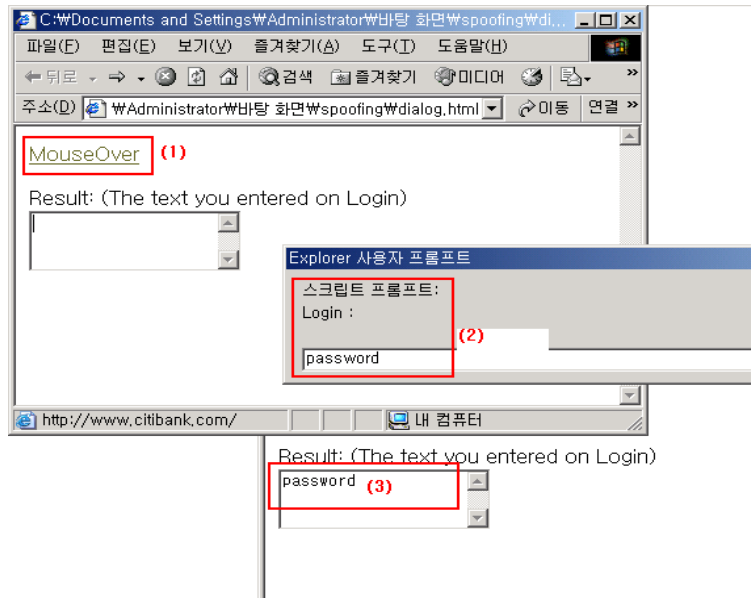 C:₩Documents and Settings₩Administrator₩바탕 화면₩spoofing₩di...
파일(F) 편집(E) 보기(V) 즐겨찾기(A) 도구(T) 도움말(H)
뒤로 검색 즐겨찾기 미디어 »
주소(D) ₩Administrator₩바탕 화면₩spoofing₩dialog.html 이동 연결 »
MouseOver (1)
Result: (The text you entered on Login)
Explorer 사용자 프롬프트
스크립트 프롬프트:
Login :
(2)
password
http://www.citibank.com/ 내 컴퓨터
Result: (The text you entered on Login)
password (3)